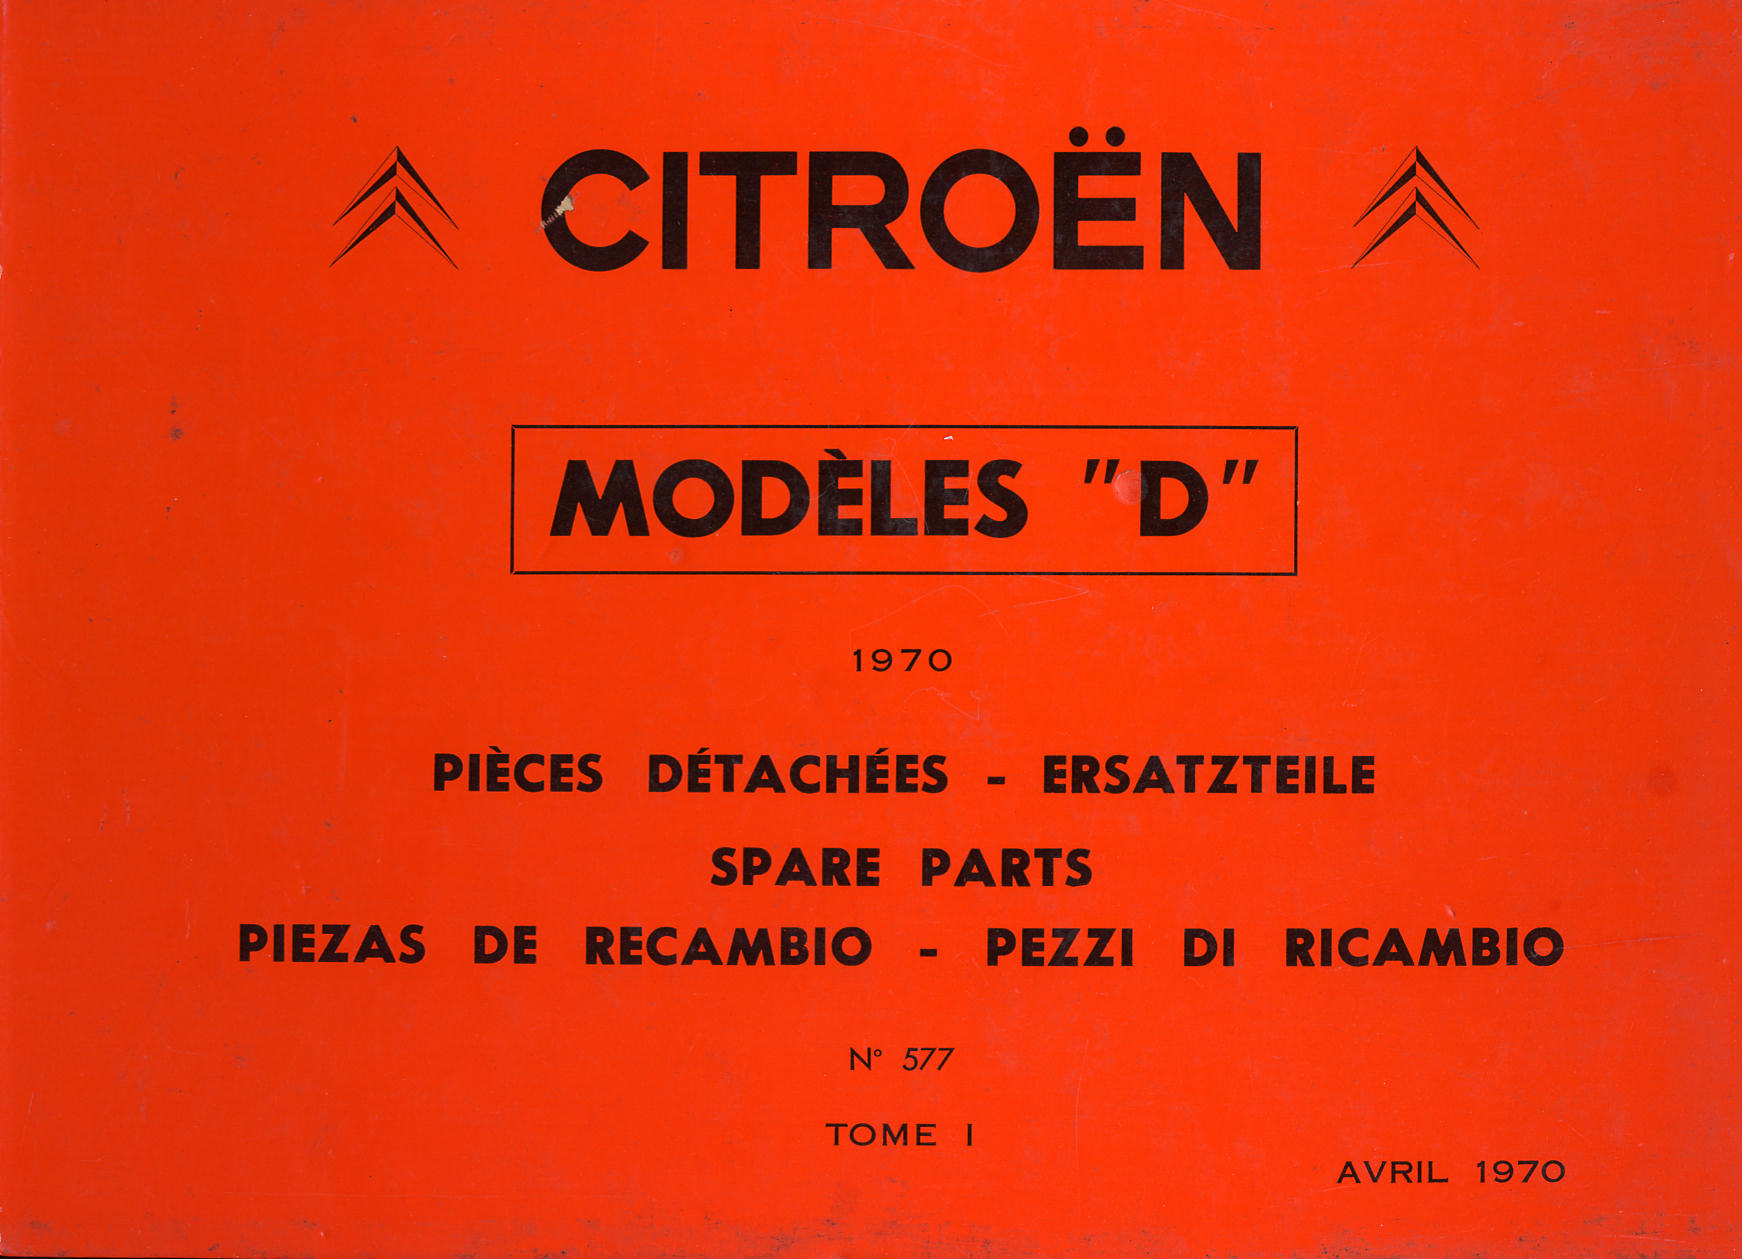 CITROËN
MODÈLES "D"
1970
PIÈCES DÉTACHÉES - ERSATZTEILE
SPARE PARTS
PIEZAS DE RECAMBIO - PEZZI DI RICAMBIO
N° 577
TOME I
AVRIL 1970